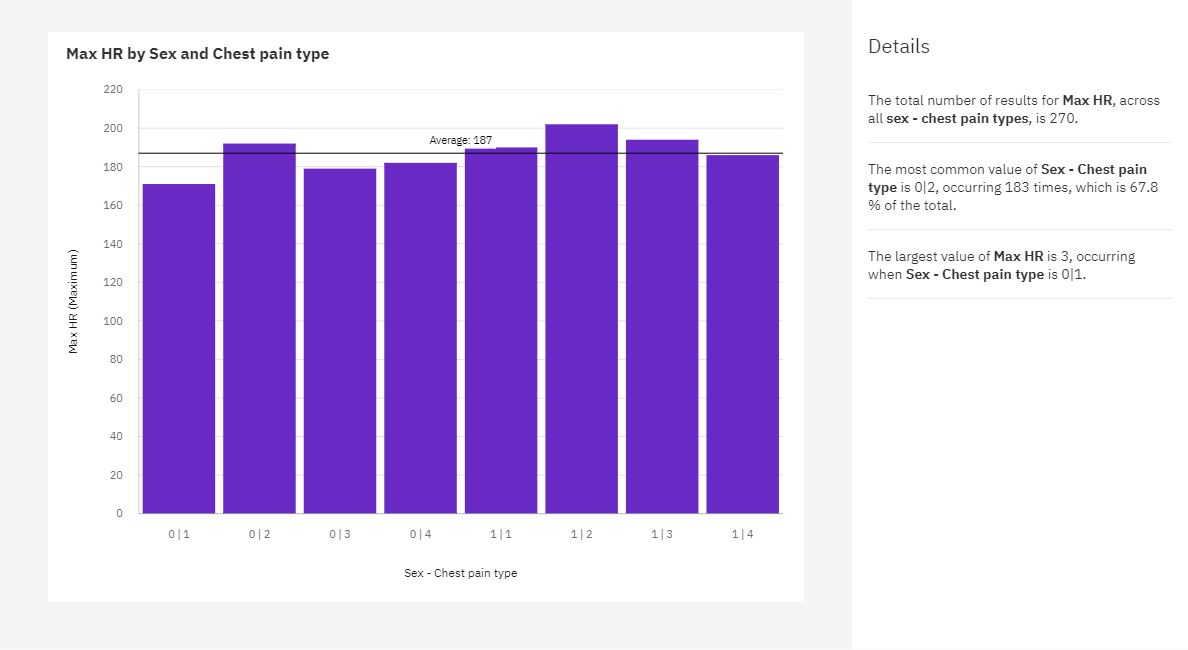 Max HR by Sex and Chest pain type
220
200
180
160
140
120
100
80
60
40
20
0
Max HR (Maximum)
Average: 187
0 | 1
0 | 2
0 | 3
0 | 4
1 | 1
1 | 2
1 | 3
1 | 4
Sex - Chest pain type
Details
The total number of results for Max HR, across
all sex - chest pain types, is 270.
The most common value of Sex - Chest pain
type is 0|2, occurring 183 times, which is 67.8
% of the total.
The largest value of Max HR is 3, occurring
when Sex - Chest pain type is 0|1.